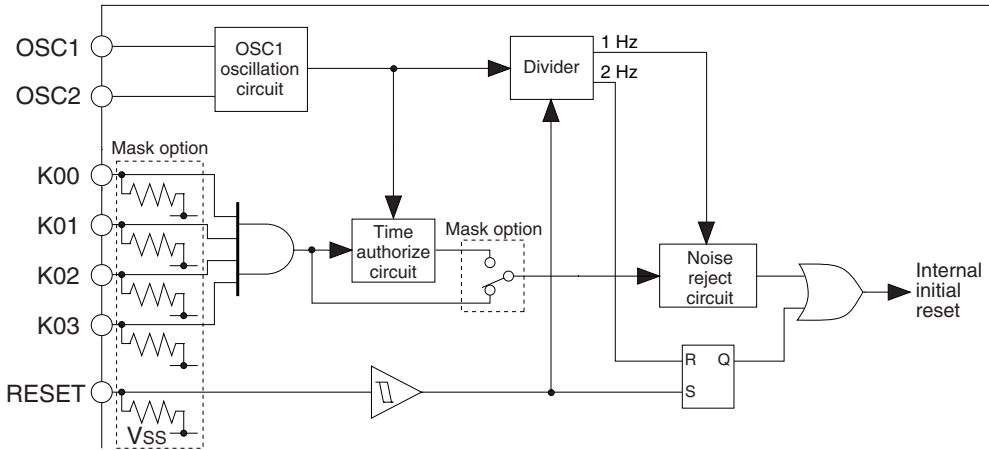 OSC1
OSC2
OSC1
oscillation
circuit
Divider
1 Hz
2 Hz
Mask option
K00
K01
K02
K03
Time
authorize
circuit
Mask option
Noise
reject
circuit
Internal
initial
reset
RESET
VSS
R Q
S